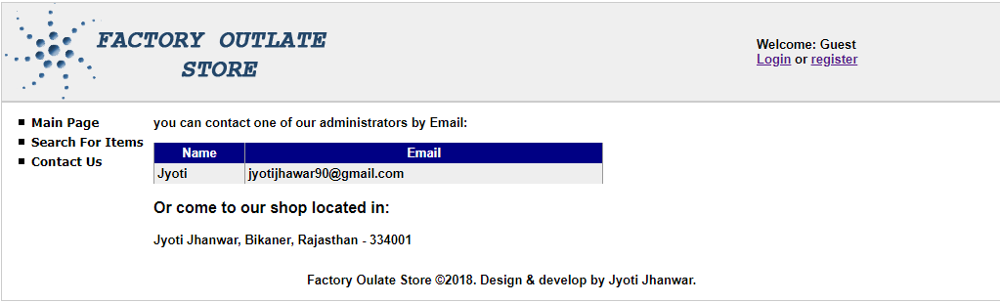 FACTORY OUTLATE
STORE
Welcome: Guest
Login or register
Main Page
Search For Items
Contact Us
you can contact one of our administrators by Email:
Name Email
Jyoti jyotijhawar90@gmail.com
Or come to our shop located in:
Jyoti Jhanwar, Bikaner, Rajasthan - 334001
Factory Oulate Store ©2018. Design & develop by Jyoti Jhanwar.